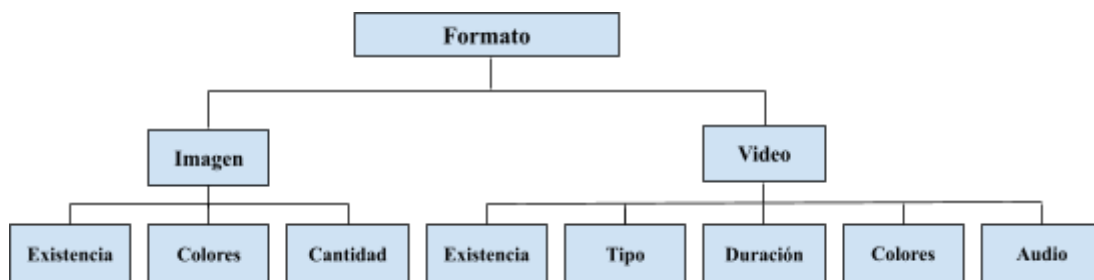 Formato
Imagen
Video
Existencia
Colores
Cantidad
Existencia
Tipo
Duración
Colores
Audio